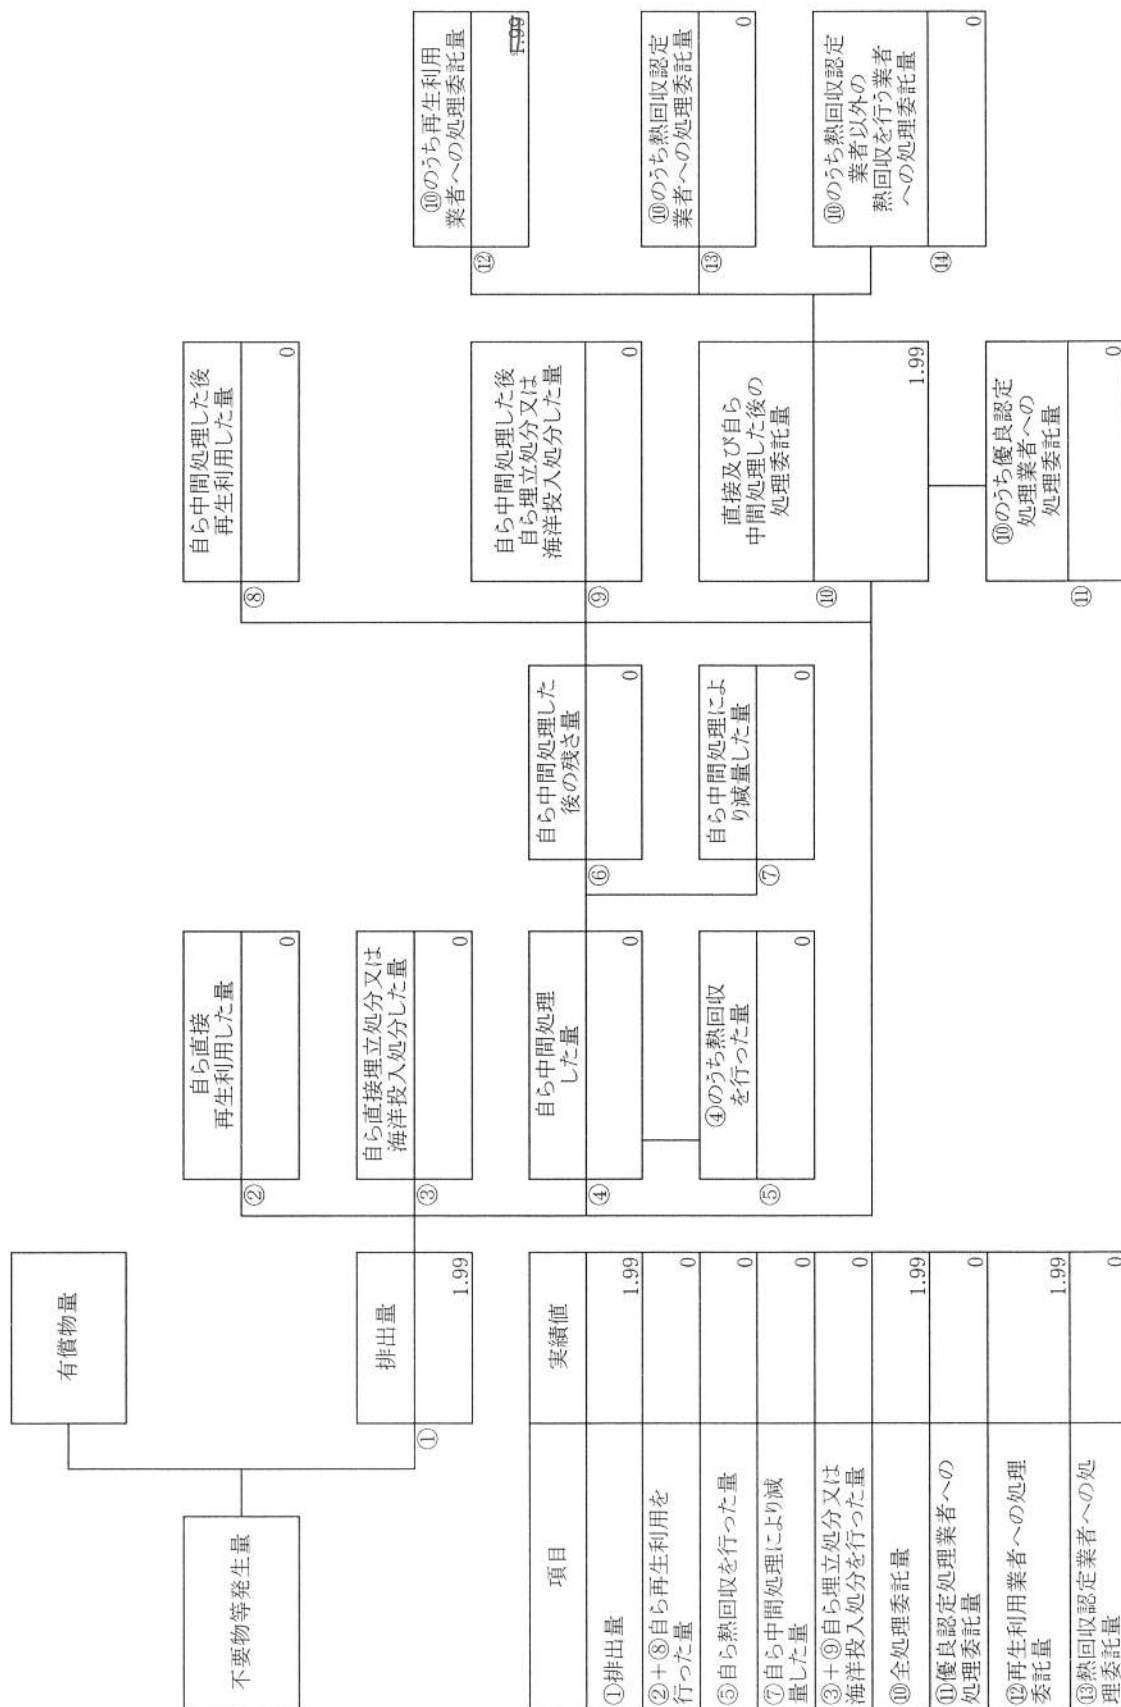 不要物等発生量
有償物量
排出量
①
1.99
自ら直接
再生利用した量
②
0
自ら直接埋立処分又は
海洋投入処分した量
③
0
自ら中間処理
した量
④
0
④のうち熱回収
を行った量
⑤
0
自ら中間処理した
後の残さ量
⑥
0
自ら中間処理によ
り減量した量
⑦
0
自ら中間処理した後
再生利用した量
⑧
0
自ら中間処理した後
自ら埋立処分又は
海洋投入処分した量
⑨
0
直接及び自ら
中間処理した後の
処理委託量
⑩
1.99
⑩のうち優良認定
処理業者への
処理委託量
⑪
0
⑩のうち再生利用
業者への処理委託量
⑫
1.99
⑩のうち熱回収認定
業者への処理委託量
⑬
0
⑩のうち熱回収認定
業者以外の
熱回収を行う業者
への処理委託量
⑭
0
項目 実績値
①排出量 1.99
②+⑧自ら再生利用を
行った量 0
⑤自ら熱回収を行った量 0
⑦自ら中間処理により減
量した量 0
③+⑨自ら埋立処分又は
海洋投入処分を行った量 0
⑩全処理委託量 1.99
⑪優良認定処理業者への
処理委託量 0
⑫再生利用業者への処理
委託量 1.99
⑬熱回収認定業者への処
理委託量 0